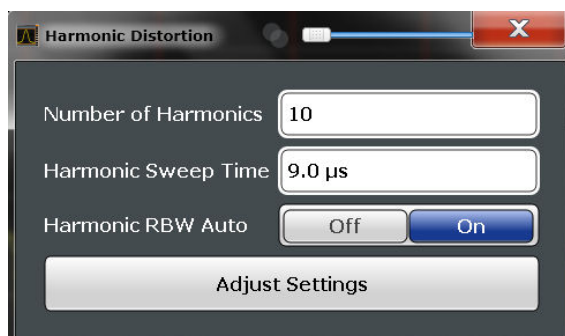 Harmonic Distortion
X
Number of Harmonics 10
Harmonic Sweep Time 9.0 µs
Harmonic RBW Auto Off On
Adjust Settings